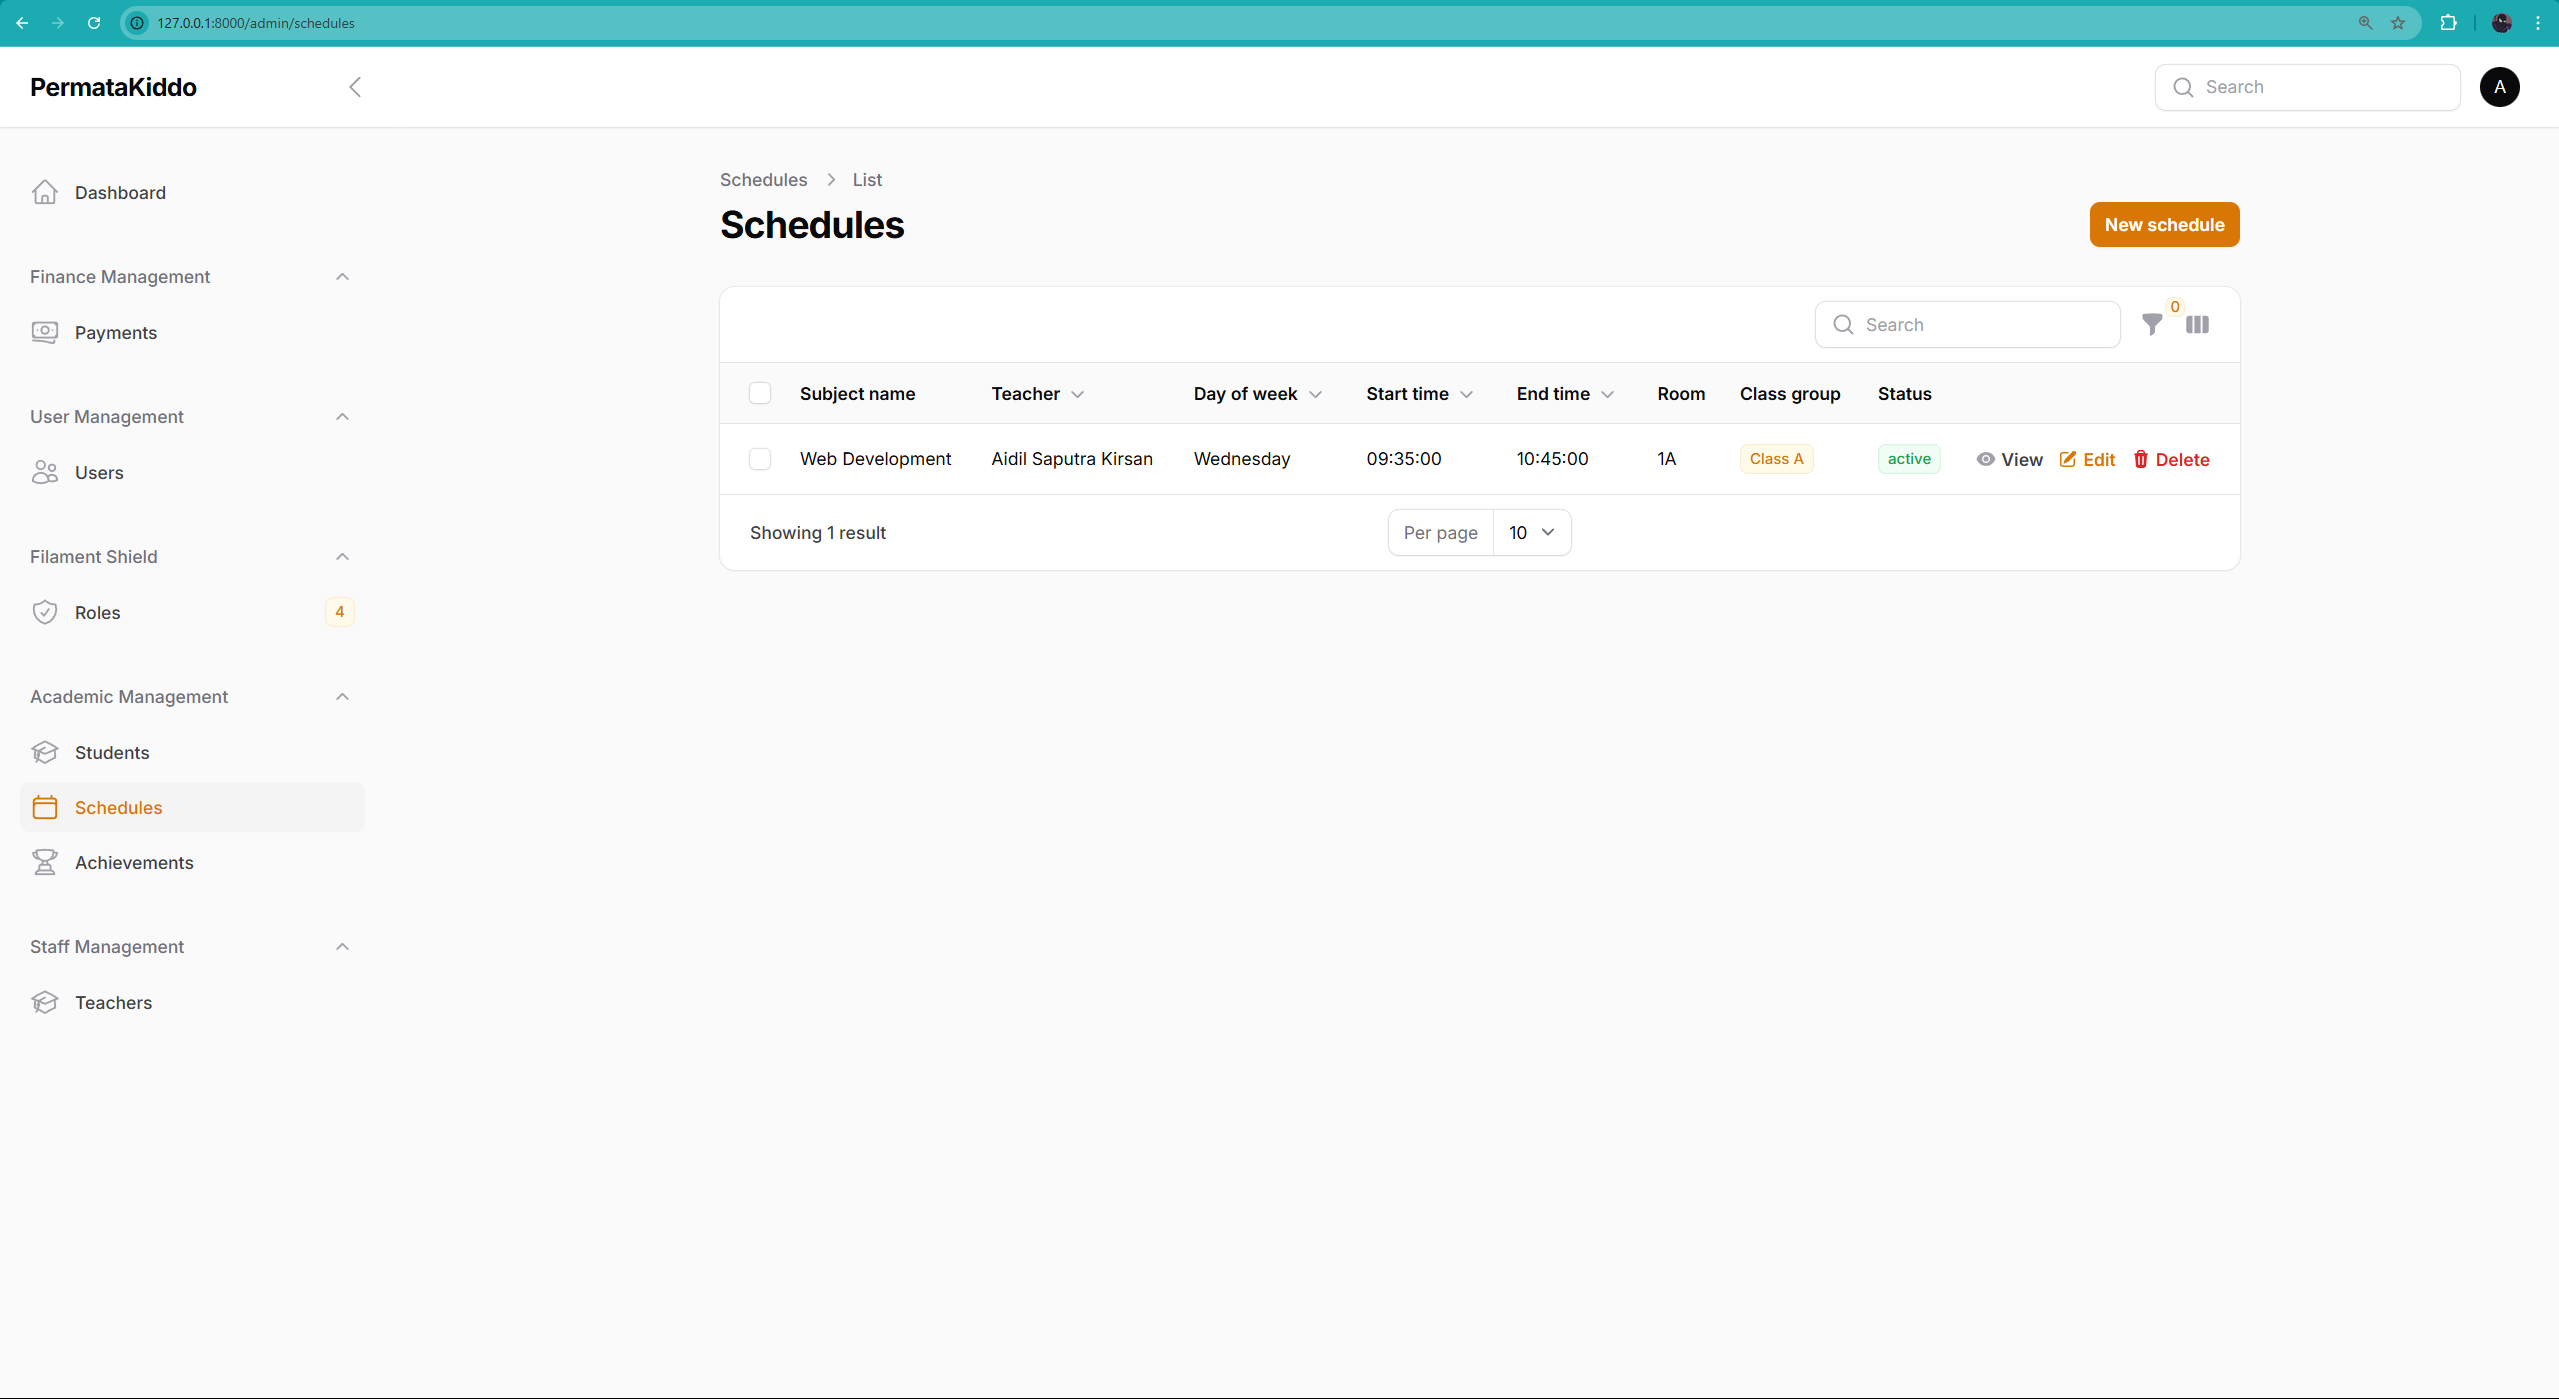 127.0.0.1:8000/admin/schedules
PermataKiddo
Search
A
Dashboard
Finance Management
Payments
User Management
Users
Filament Shield
Roles 4
Academic Management
Students
Schedules
Achievements
Staff Management
Teachers
Schedules > List
Schedules
New schedule
Search
0
Subject name Teacher Day of week Start time End time Room Class group Status
Web Development Aidil Saputra Kirsan Wednesday 09:35:00 10:45:00 1A Class A active View Edit Delete
Showing 1 result Per page 10